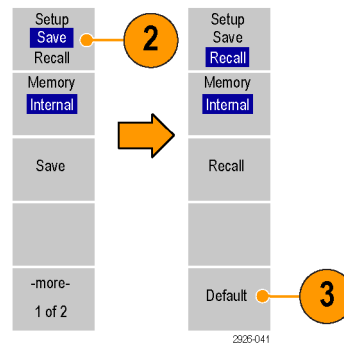 Setup
Save
Recall
2
Memory
Internal
Save
-more-
1 of 2
Setup
Save
Recall
Memory
Internal
Recall
Default
3
2926-041